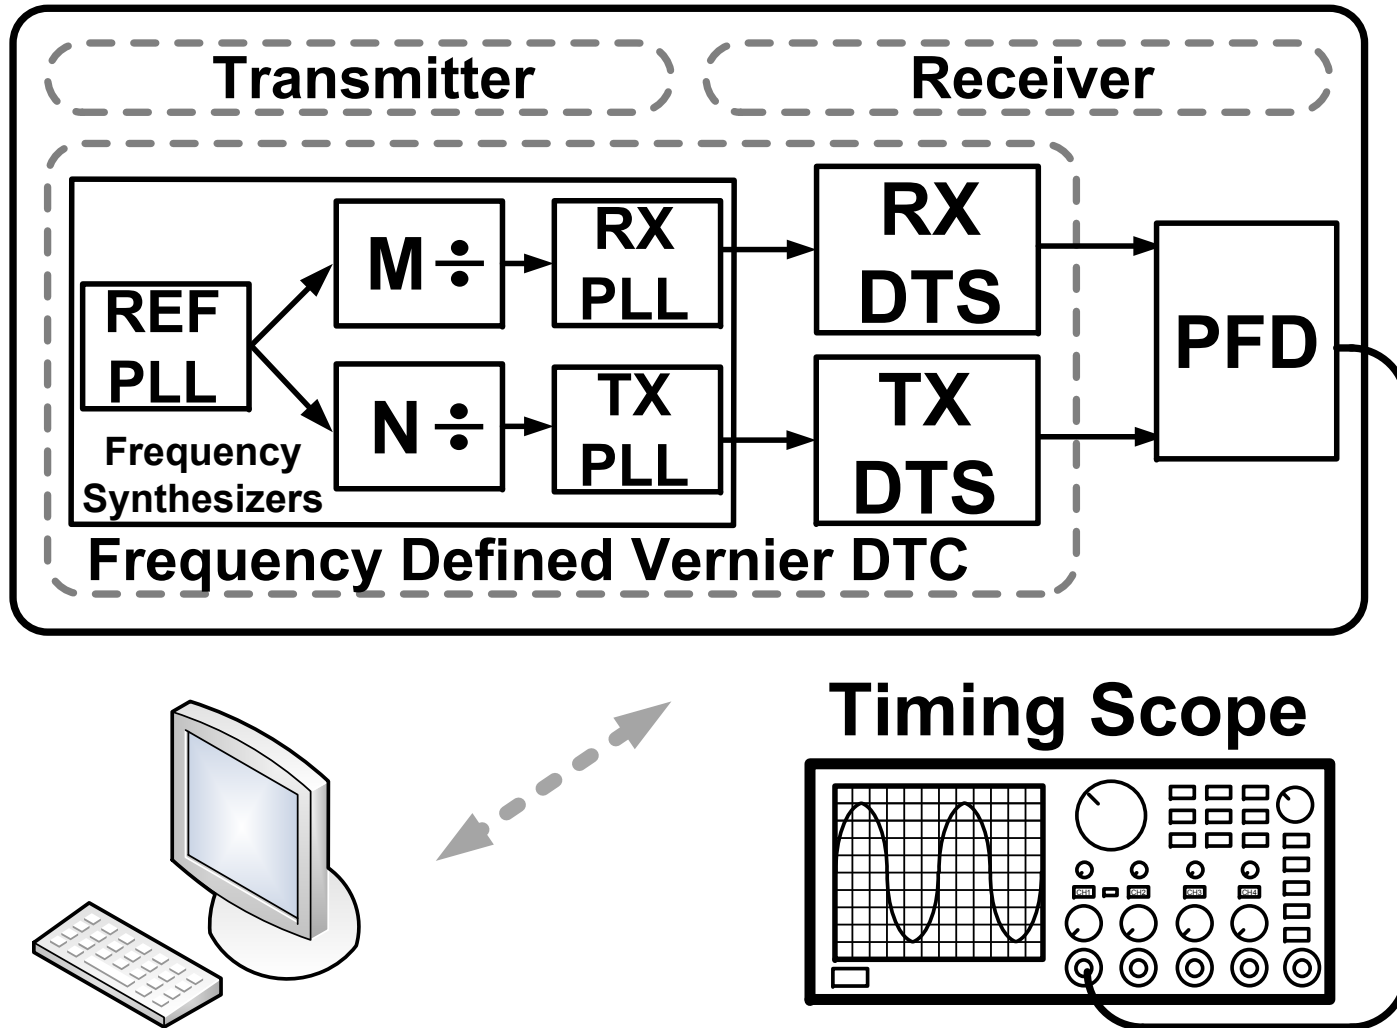 Transmitter
Receiver
REF
PLL
M ÷
RX
PLL
RX
DTS
N ÷
TX
PLL
TX
DTS
PFD
Frequency
Synthesizers
Frequency Defined Vernier DTC
Timing Scope
CH1
CH2
CH3
CH4